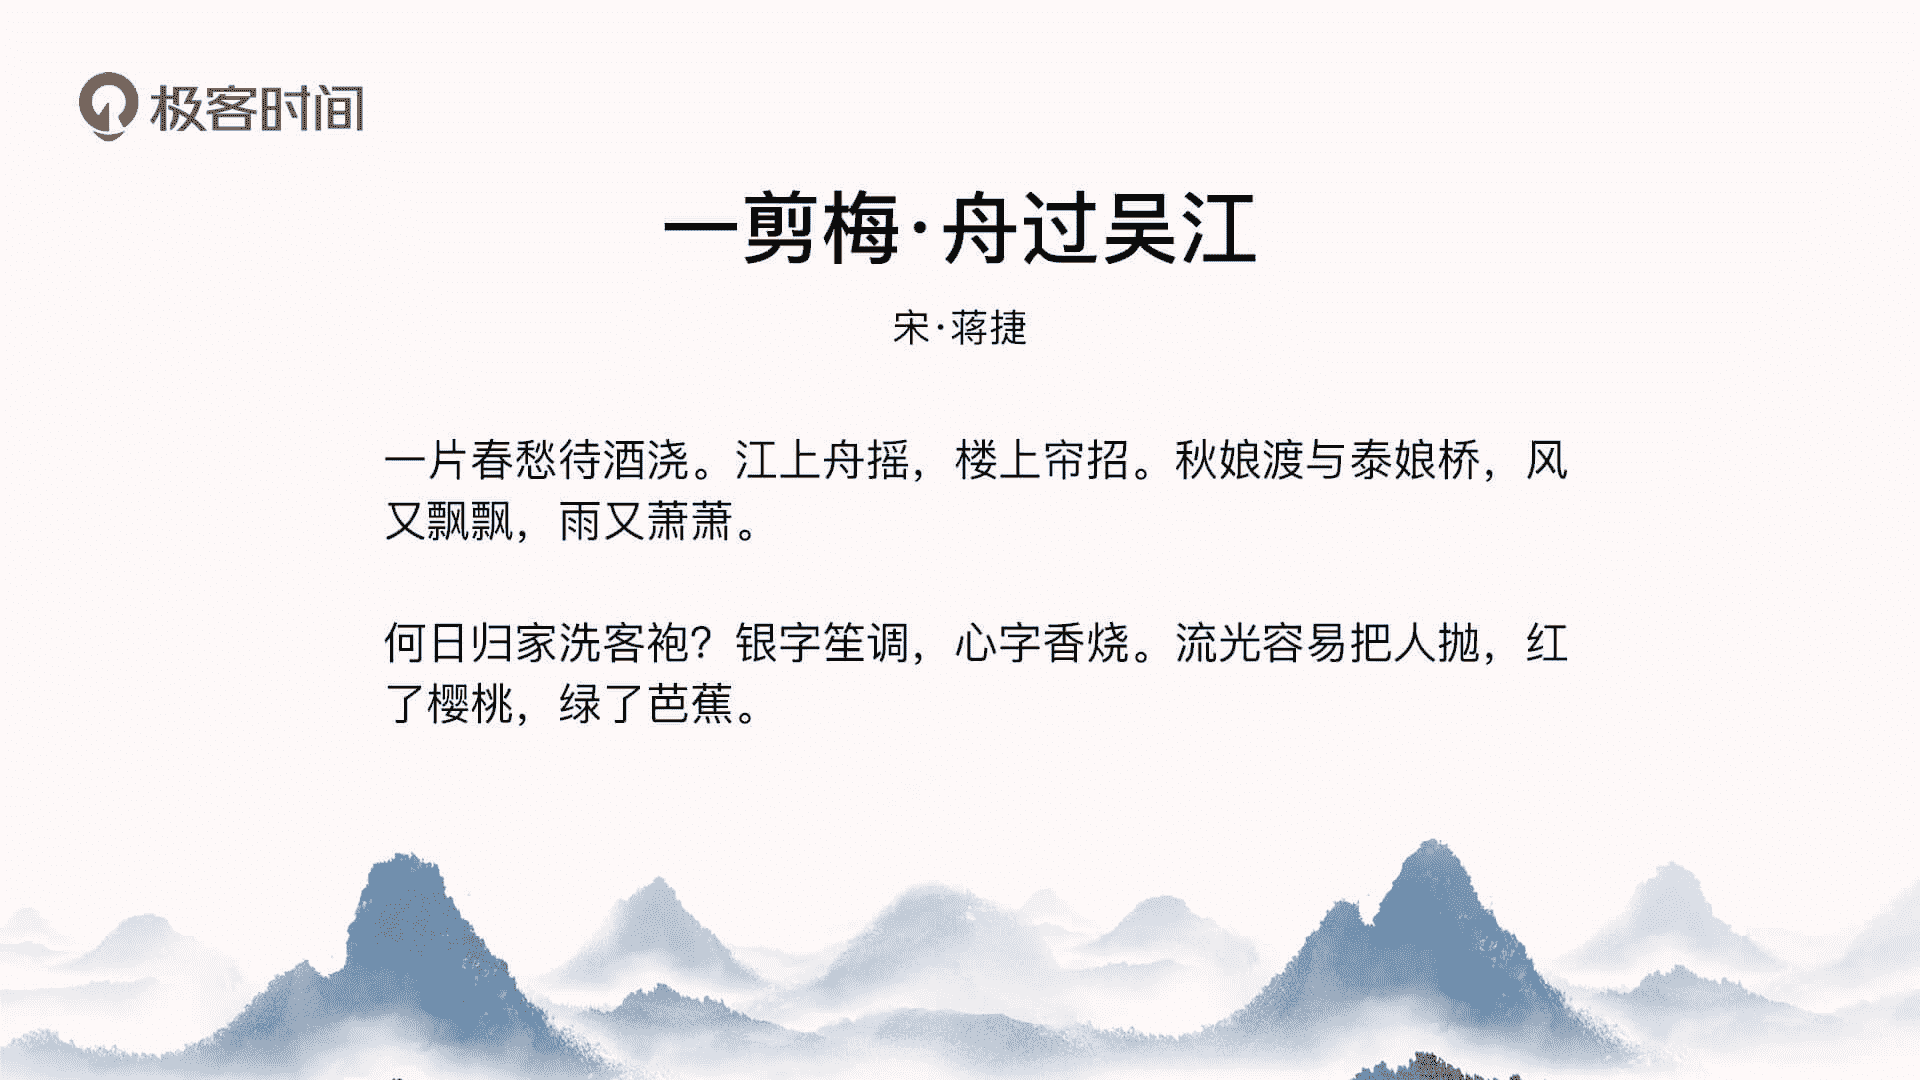 极客时间
一剪梅·舟过吴江
宋·蒋捷
一片春愁待酒浇。江上舟摇，楼上帘招。秋娘渡与泰娘桥，风
又飘飘，雨又萧萧。
何日归家洗客袍？银字笙调，心字香烧。流光容易把人抛，红
了樱桃，绿了芭蕉。